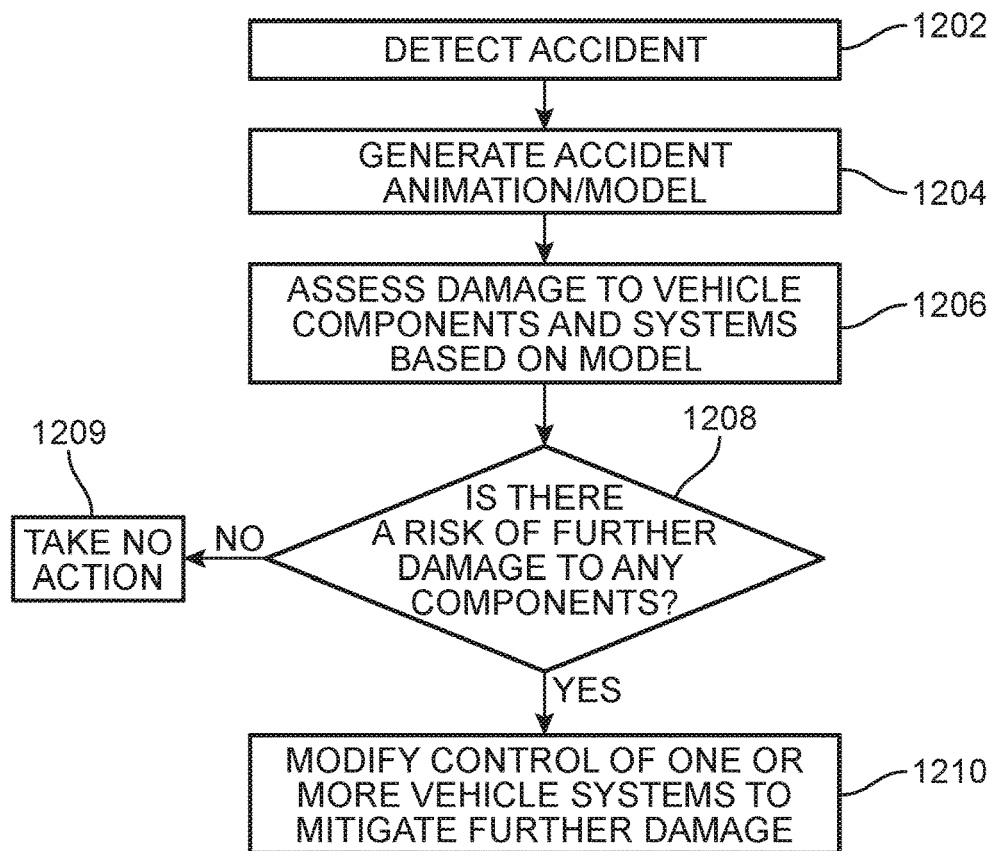 DETECT ACCIDENT
1202
GENERATE ACCIDENT
ANIMATION/MODEL
1204
ASSESS DAMAGE TO VEHICLE
COMPONENTS AND SYSTEMS
BASED ON MODEL
1206
1208
IS THERE
A RISK OF FURTHER
DAMAGE TO ANY
COMPONENTS?
1209
NO
TAKE NO
ACTION
YES
MODIFY CONTROL OF ONE OR
MORE VEHICLE SYSTEMS TO
MITIGATE FURTHER DAMAGE
1210